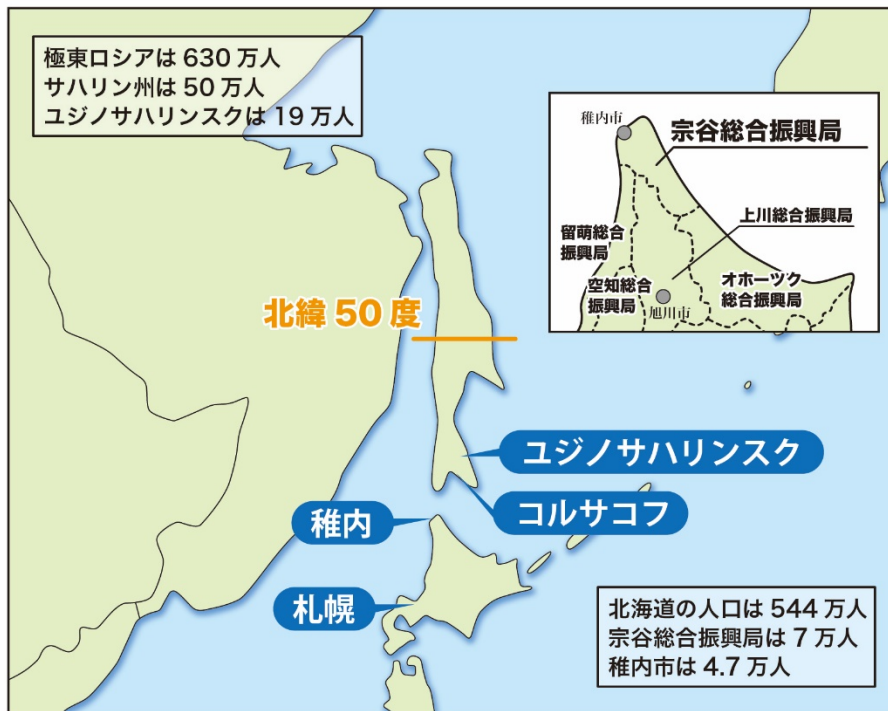 極東ロシアは 630 万人
サハリン州は 50 万人
ユジノサハリンスクは 19 万人
稚内市
宗谷総合振興局
上川総合振興局
留萌総合
振興局
オホーツク
総合振興局
空知総合
振興局
旭川市
北緯 50 度
ユジノサハリンスク
コルサコフ
稚内
札幌
北海道の人口は 544 万人
宗谷総合振興局は 7 万人
稚内市は 4.7 万人